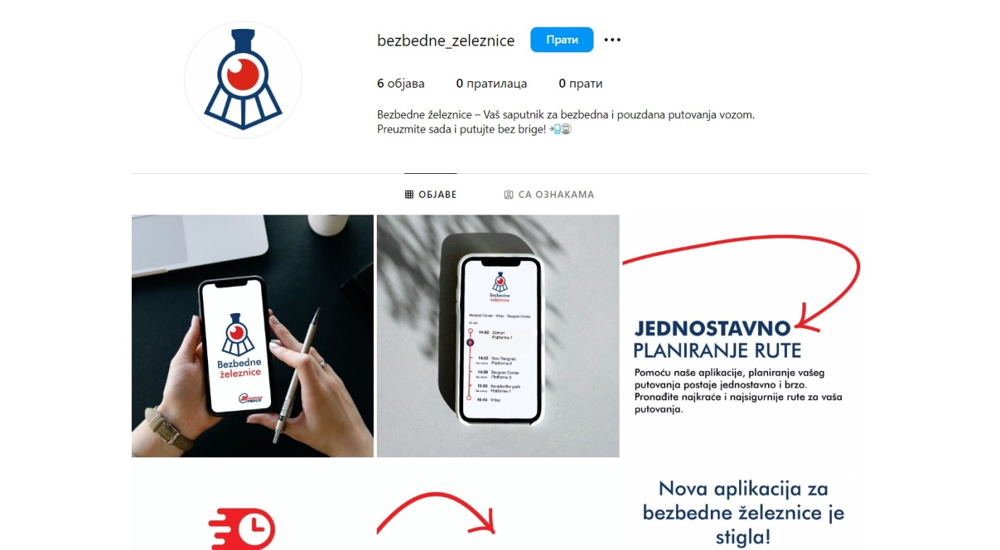 bezbedne_zeleznice
Прати
6 објава 0 пратилаца 0 прати
Bezbedne železnice – Vaš saputnik za bezbedna i pouzdana putovanja vozom.
Preuzmite sada i putujte bez brige!
ОБЈАВЕ
СА ОЗНАКАМА
Bezbedne
železnice
Bezbedne
železnice
Beograd Centar - Vršac - Beograd Centar
14:50 Zemun
Platforma 1
14:55 Novi Beograd
Platforma 2
14:59 Beograd Centar
Platforma 2
15:03 Karađorđev park
Platforma 1
16:43 Vršac
JEDNOSTAVNO
PLANIRANJE RUTE
Pomoću naše aplikacije, planiranje vašeg
putovanja postaje jednostavno i brzo.
Pronađite najkraće i najsigurnije rute za vaša
putovanja.
Nova aplikacija za
bezbedne železnice je
stigla!